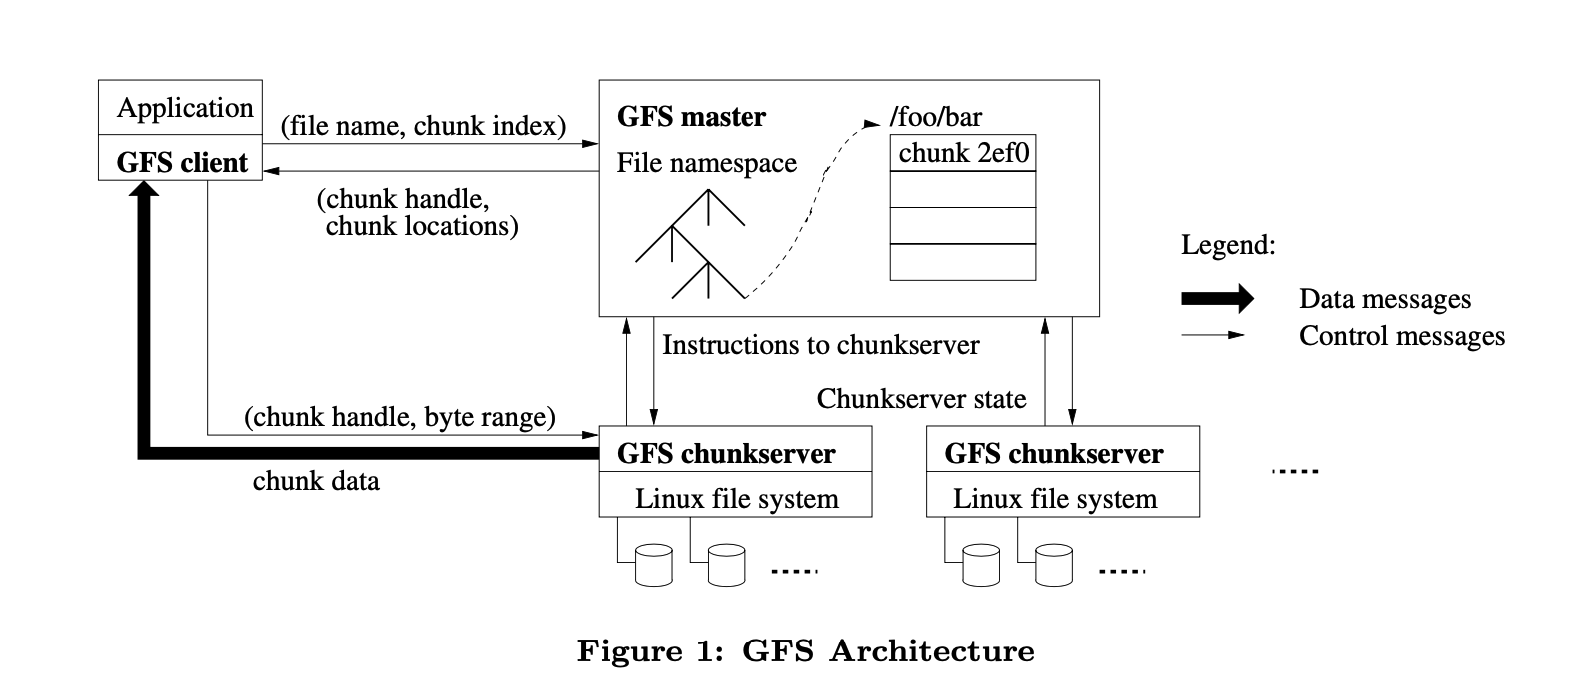 Application
GFS client
(file name, chunk index)
(chunk handle,
chunk locations)
GFS master
File namespace
/foo/bar
chunk 2ef0
Legend:
Data messages
Control messages
Instructions to chunkserver
Chunkserver state
(chunk handle, byte range)
chunk data
GFS chunkserver
Linux file system
GFS chunkserver
Linux file system
Figure 1: GFS Architecture